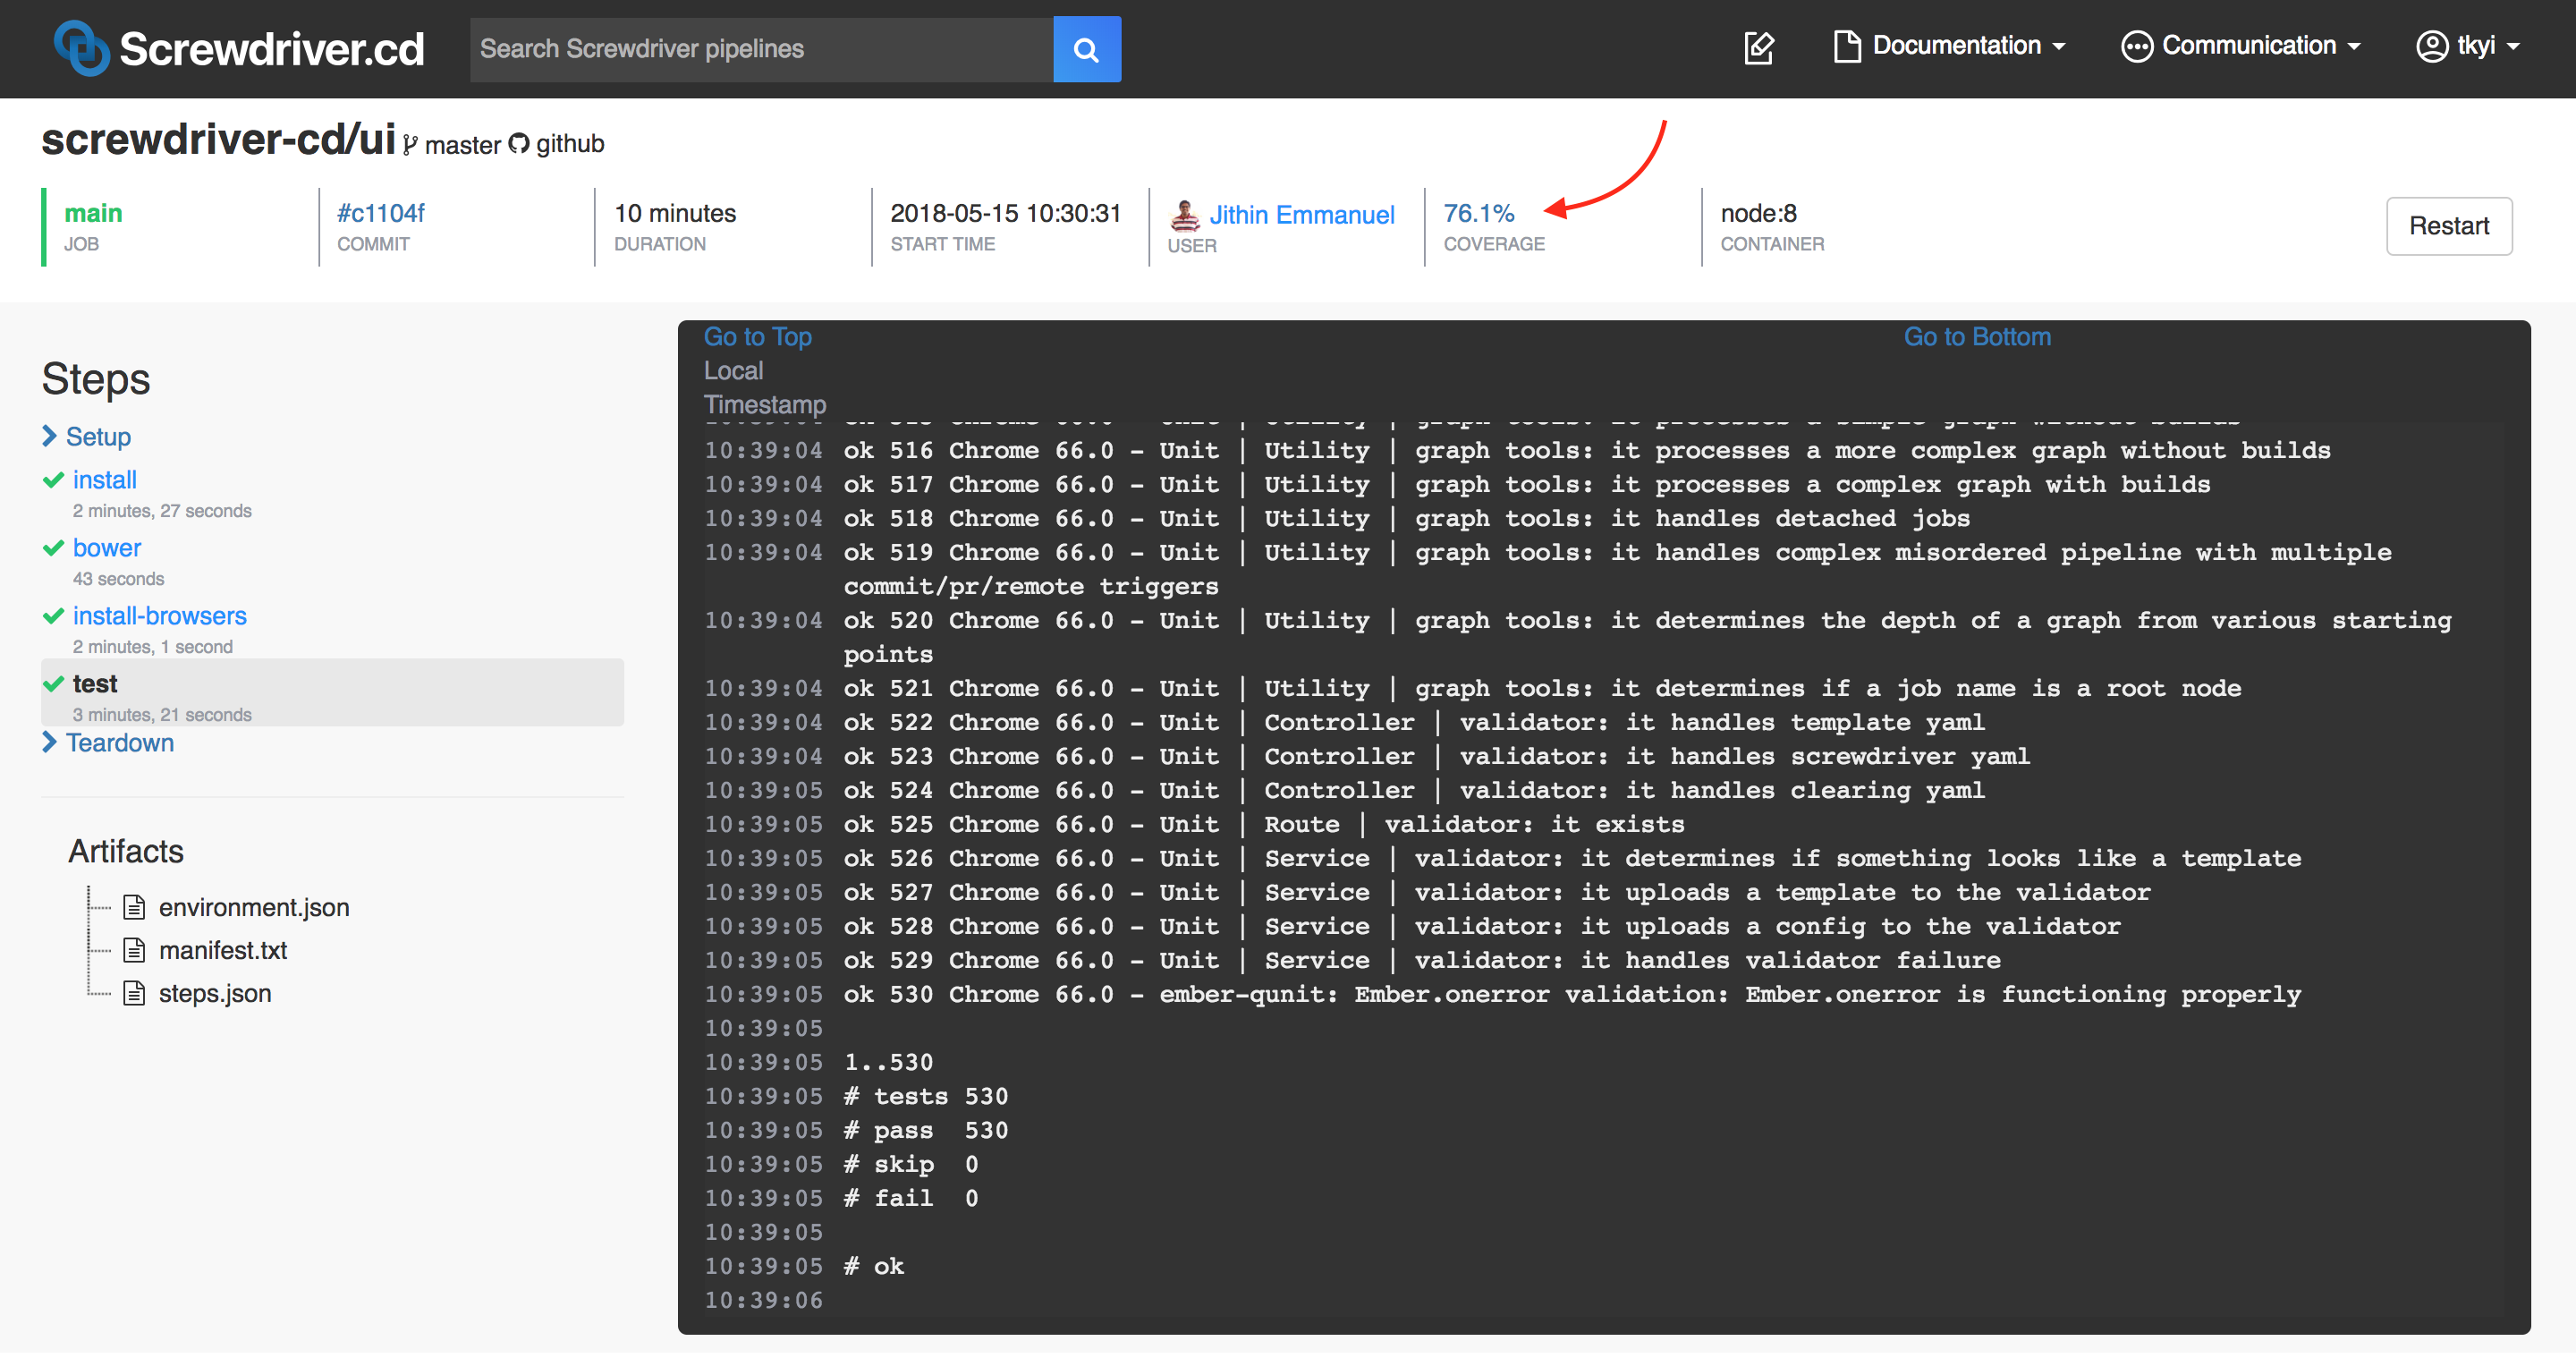 Screwdriver.cd
Search Screwdriver pipelines
Documentation
Communication
tkyi
screwdriver-cd/ui master github
main
JOB
#c1104f
COMMIT
10 minutes
DURATION
2018-05-15 10:30:31
START TIME
Jithin Emmanuel
USER
76.1%
COVERAGE
node:8
CONTAINER
Restart
Steps
Setup
install
2 minutes, 27 seconds
bower
43 seconds
install-browsers
2 minutes, 1 second
test
3 minutes, 21 seconds
Teardown
Artifacts
environment.json
manifest.txt
steps.json
Go to Top
Go to Bottom
Local
Timestamp
10:39:04 ok 516 Chrome 66.0 - Unit | Utility | graph tools: it processes a more complex graph without builds
10:39:04 ok 517 Chrome 66.0 - Unit | Utility | graph tools: it processes a complex graph with builds
10:39:04 ok 518 Chrome 66.0 - Unit | Utility | graph tools: it handles detached jobs
10:39:04 ok 519 Chrome 66.0 - Unit | Utility | graph tools: it handles complex misordered pipeline with multiple
commit/pr/remote triggers
10:39:04 ok 520 Chrome 66.0 - Unit | Utility | graph tools: it determines the depth of a graph from various starting
points
10:39:04 ok 521 Chrome 66.0 - Unit | Utility | graph tools: it determines if a job name is a root node
10:39:04 ok 522 Chrome 66.0 - Unit | Controller | validator: it handles template yaml
10:39:04 ok 523 Chrome 66.0 - Unit | Controller | validator: it handles screwdriver yaml
10:39:05 ok 524 Chrome 66.0 - Unit | Controller | validator: it handles clearing yaml
10:39:05 ok 525 Chrome 66.0 - Unit | Route | validator: it exists
10:39:05 ok 526 Chrome 66.0 - Unit | Service | validator: it determines if something looks like a template
10:39:05 ok 527 Chrome 66.0 - Unit | Service | validator: it uploads a template to the validator
10:39:05 ok 528 Chrome 66.0 - Unit | Service | validator: it uploads a config to the validator
10:39:05 ok 529 Chrome 66.0 - Unit | Service | validator: it handles validator failure
10:39:05 ok 530 Chrome 66.0 - ember-qunit: Ember.onerror validation: Ember.onerror is functioning properly
10:39:05
10:39:05 1..530
10:39:05 # tests 530
10:39:05 # pass 530
10:39:05 # skip 0
10:39:05 # fail 0
10:39:05
10:39:05 # ok
10:39:06